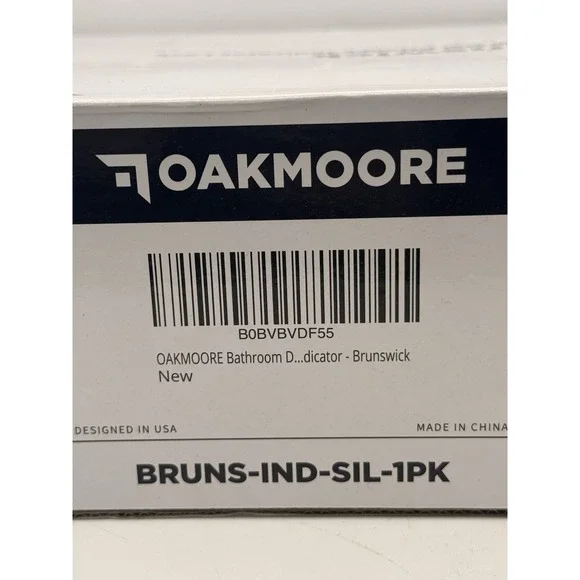 OAKMOORE
B0BVBVDF55
OAKMOORE Bathroom D...dicator - Brunswick
New
DESIGNED IN USA
MADE IN CHINA
BRUNS-IND-SIL-1PK